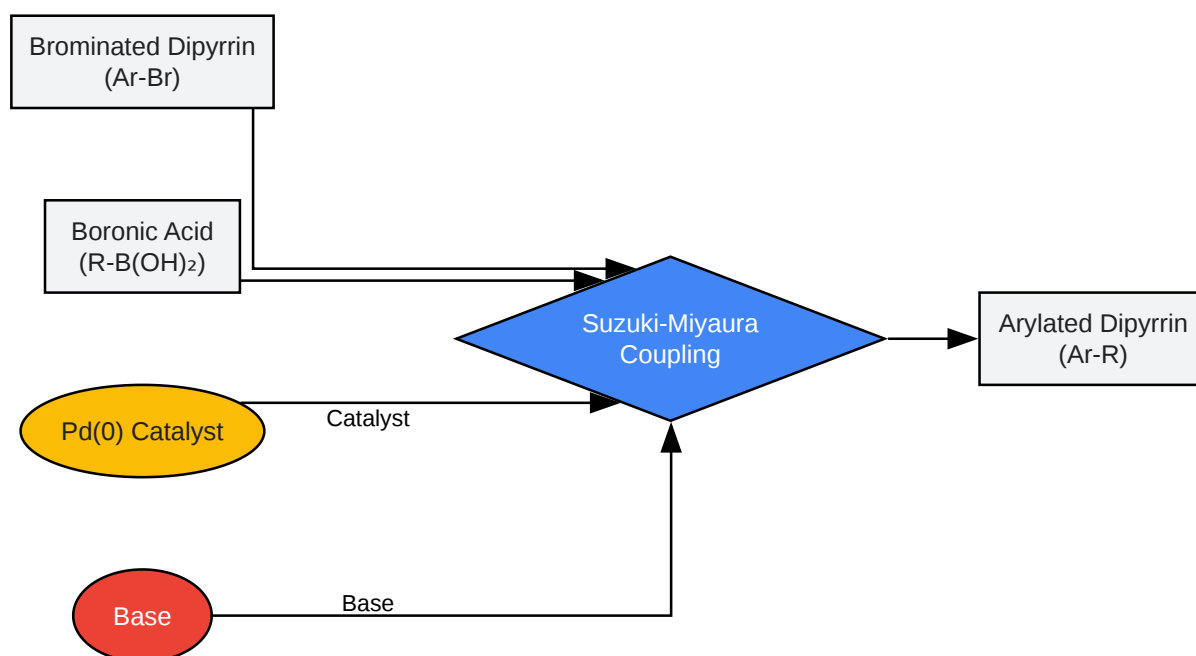 Brominated Dipyrrin
(Ar-Br)
Boronic Acid
(R-B(OH)₂)
Suzuki-Miyaura
Coupling
Arylated Dipyrrin
(Ar-R)
Pd(0) Catalyst
Catalyst
Base
Base